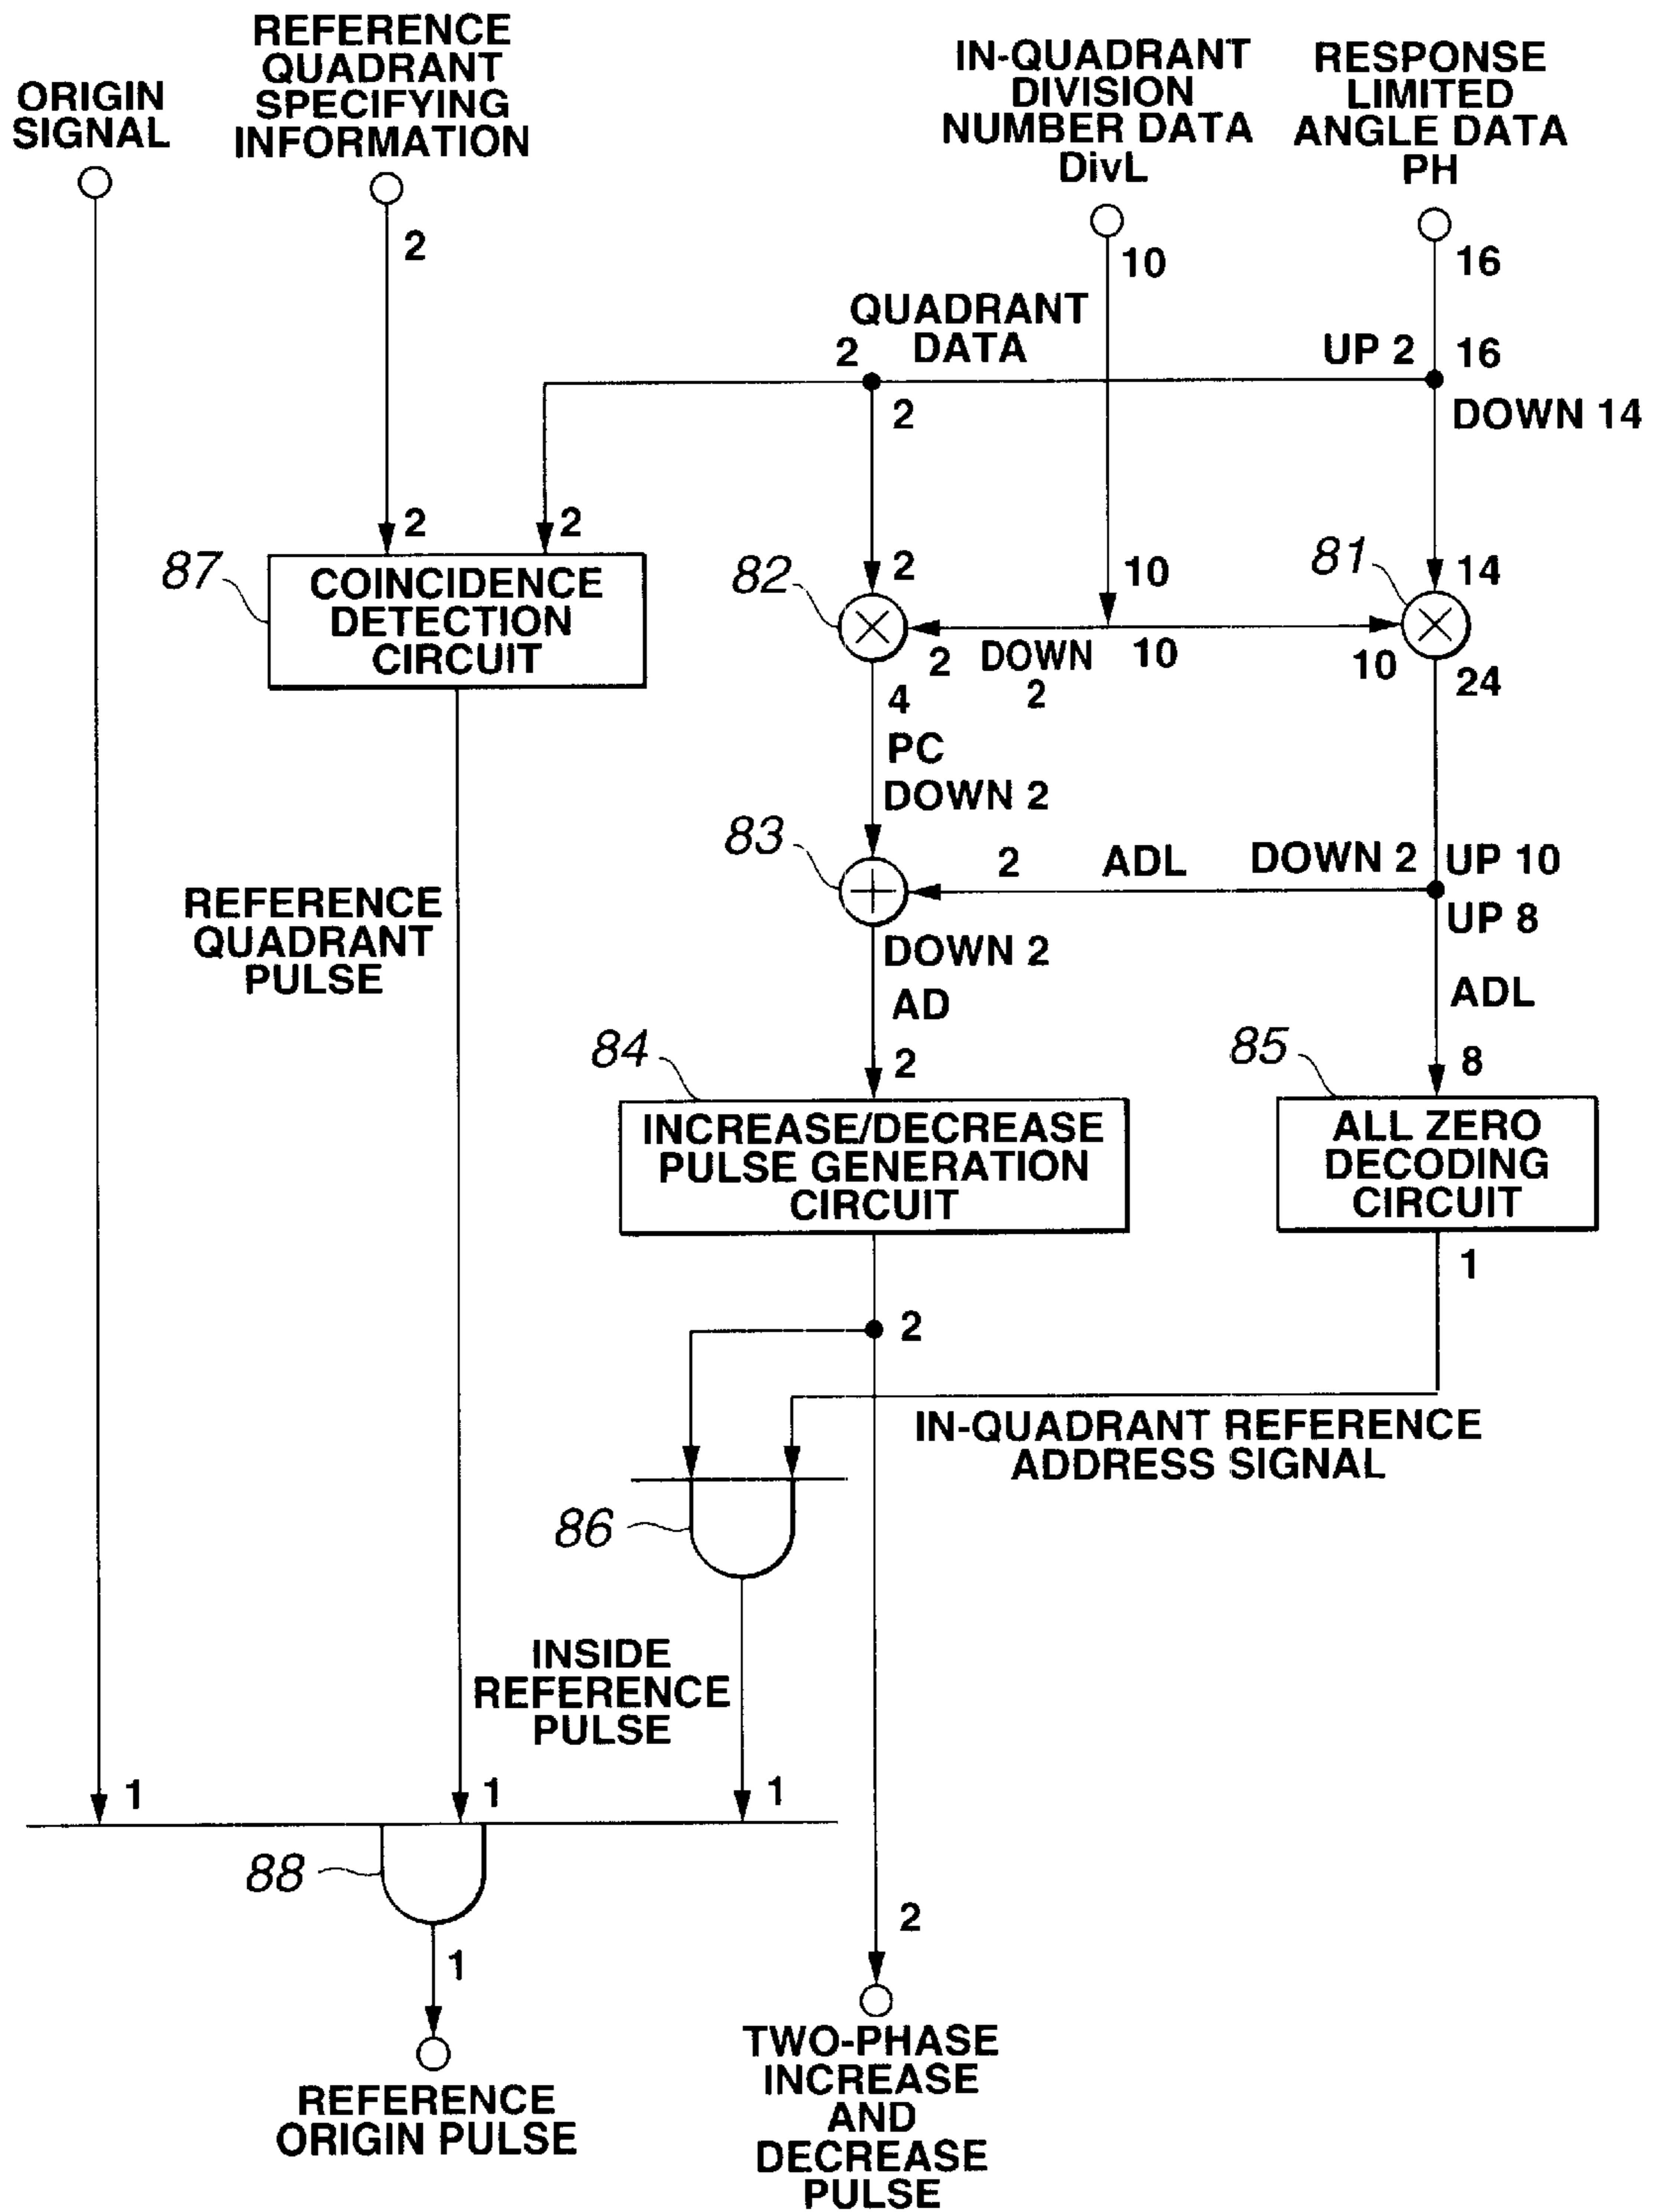 REFERENCE
QUADRANT
SPECIFYING
INFORMATION
ORIGIN
SIGNAL
IN-QUADRANT
DIVISION
NUMBER DATA
DivL
RESPONSE
LIMITED
ANGLE DATA
PH
2
10
16
QUADRANT
DATA
2
UP 2
16
2
DOWN 14
2
2
87
COINCIDENCE
DETECTION
CIRCUIT
82
2
10
81
14
2
DOWN
2
10
10
24
4
PC
DOWN 2
83
2
ADL
DOWN 2
UP 10
UP 8
REFERENCE
QUADRANT
PULSE
DOWN 2
AD
ADL
84
2
85
8
INCREASE/DECREASE
PULSE GENERATION
CIRCUIT
ALL ZERO
DECODING
CIRCUIT
1
2
IN-QUADRANT REFERENCE
ADDRESS SIGNAL
86
INSIDE
REFERENCE
PULSE
1
1
1
88
2
1
REFERENCE
ORIGIN PULSE
TWO-PHASE
INCREASE
AND
DECREASE
PULSE